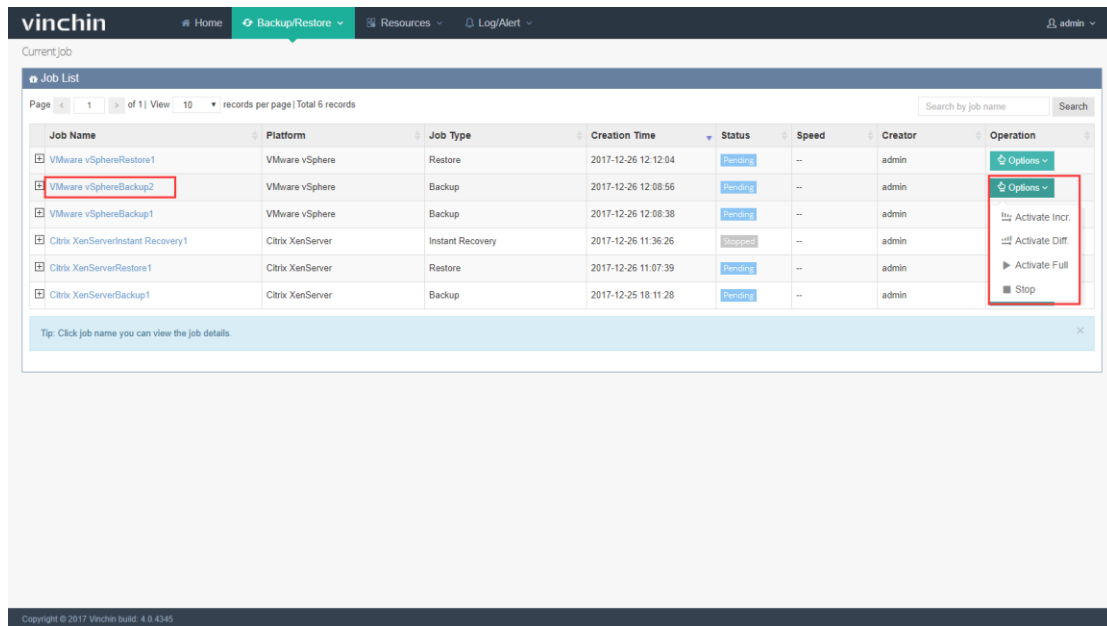 vinchin Home Backup/Restore Resources Log/Alert admin
Current Job
Job List
Page 1 of 1| View 10 records per page | Total 6 records Search by job name Search
Job Name Platform Job Type Creation Time Status Speed Creator Operation
VMware vSphereRestore1 VMware vSphere Restore 2017-12-26 12:12:04 Pending -- admin Options
VMware vSphereBackup2 VMware vSphere Backup 2017-12-26 12:08:56 Pending -- admin Options
VMware vSphereBackup1 VMware vSphere Backup 2017-12-26 12:08:38 Pending -- admin Activate Incr.
Citrix XenServerInstant Recovery1 Citrix XenServer Instant Recovery 2017-12-26 11:36:26 Stopped -- admin Activate Diff.
Citrix XenServerRestore1 Citrix XenServer Restore 2017-12-26 11:07:39 Pending -- admin Activate Full
Citrix XenServerBackup1 Citrix XenServer Backup 2017-12-25 18:11:28 Pending -- admin Stop
Tip: Click job name you can view the job details. ×
Copyright © 2017 Vinchin build: 4.0.4345